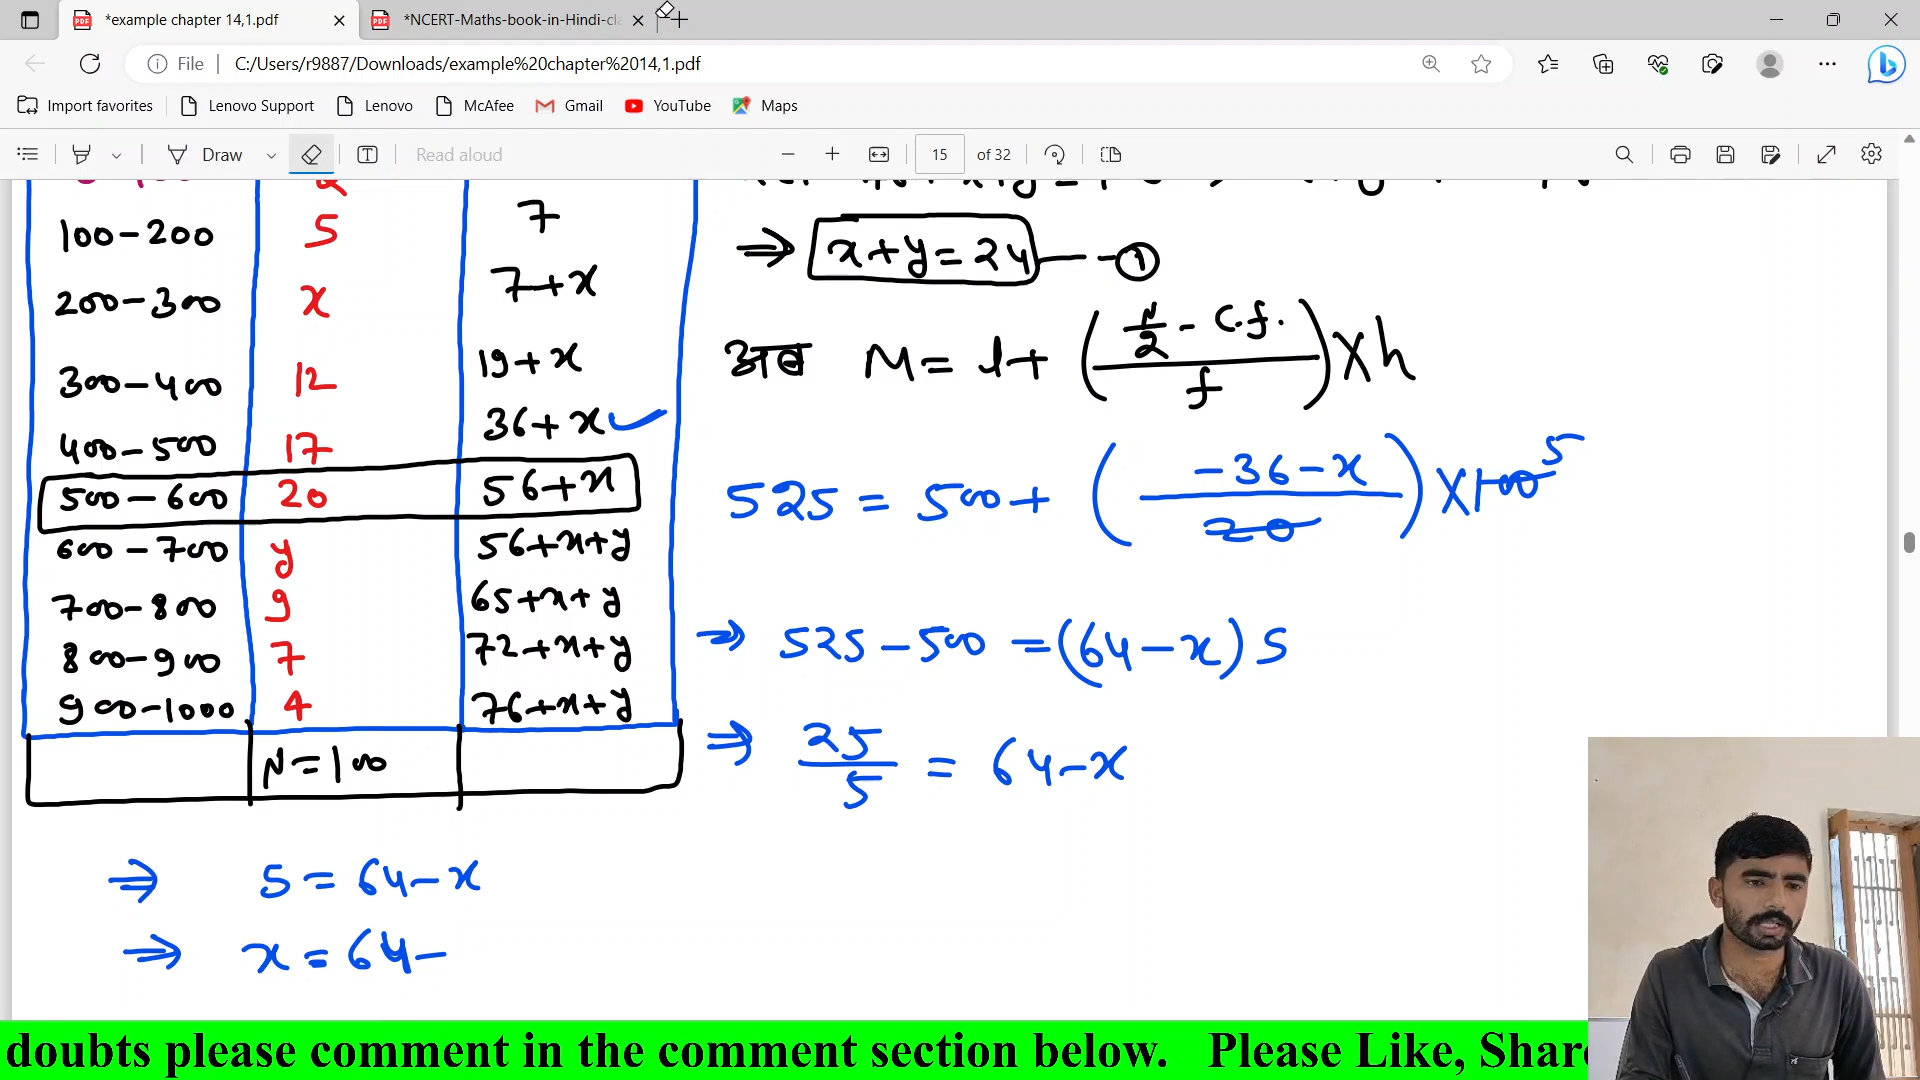 *example chapter 14,1.pdf
*NCERT-Maths-book-in-Hindi-cl
File
C:/Users/r9887/Downloads/example%20chapter%2014,1.pdf
Import favorites Lenovo Support Lenovo McAfee Gmail YouTube Maps
Draw Read aloud 15 of 32
100-200 5 7
200-300 x 7+x
300-400 12 19+x
400-500 17 36+x
500-600 20 56+x
600-700 y 56+x+y
700-800 9 65+x+y
800-900 7 72+x+y
900-1000 4 76+x+y
N=100
⇒ 5=64-x
⇒ x=64-
⇒ x+y=24 --- ①
अब M= l+ ( N/2 - C.f. / f ) X h
525 = 500+ ( -36-x / 20 ) X 100 5
⇒ 525-500 =(64-x) 5
⇒ 25/5 = 64-x
doubts please comment in the comment section below. Please Like, Shar